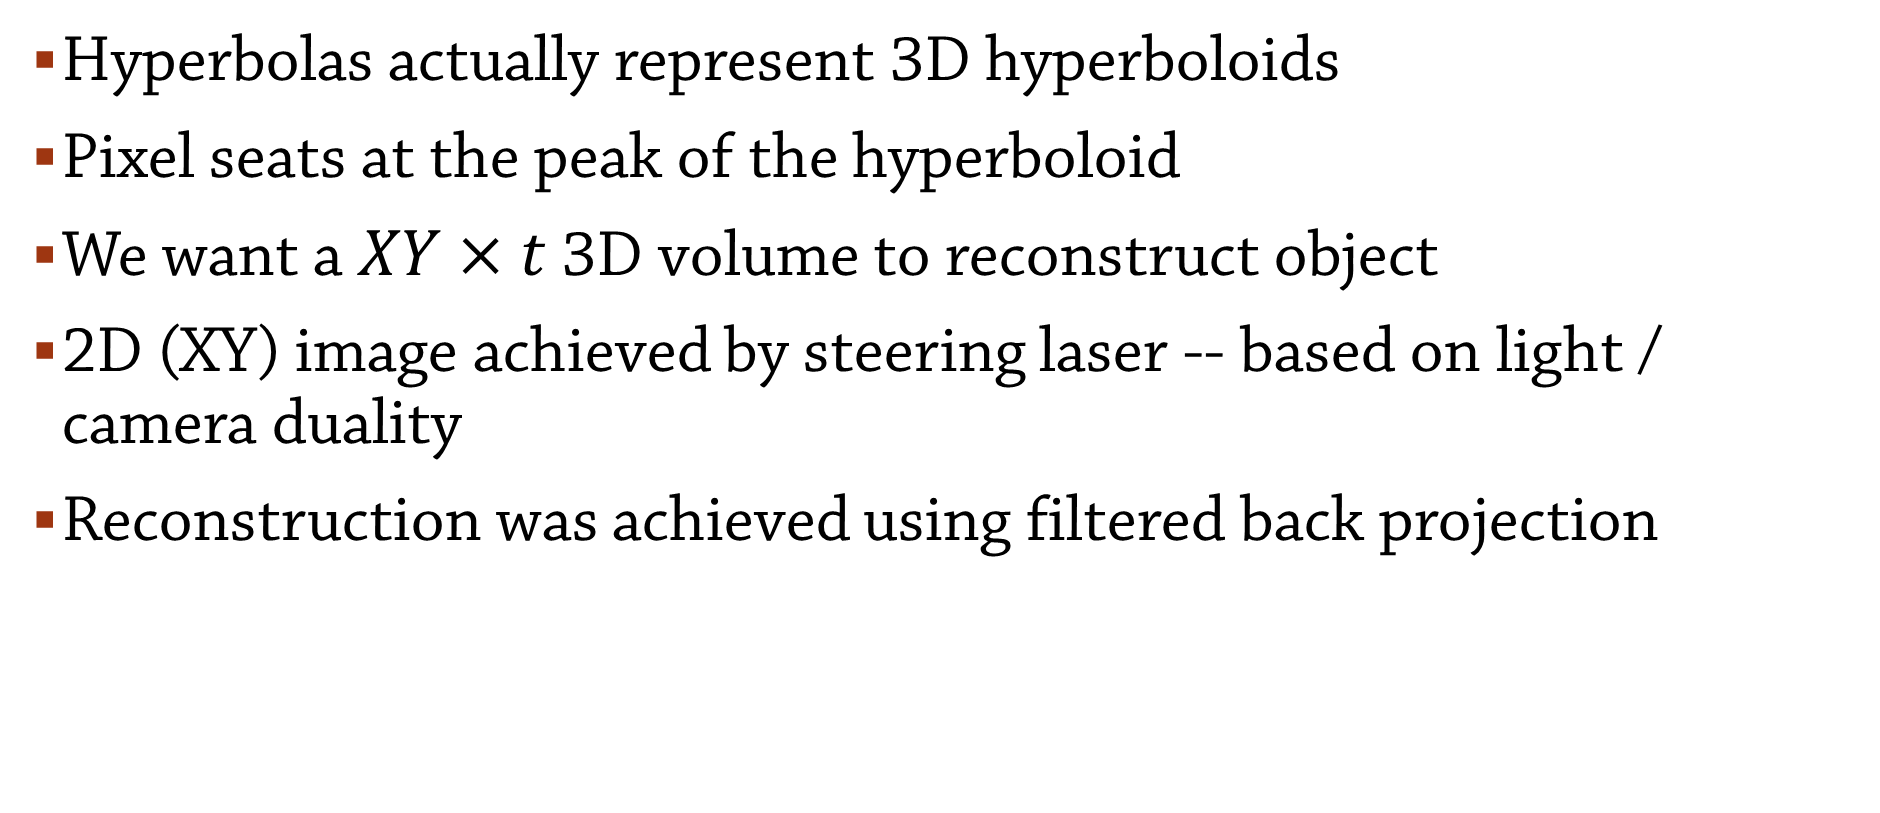 ▪Hyperbolas actually represent 3D hyperboloids
▪Pixel seats at the peak of the hyperboloid
▪We want a XY × t 3D volume to reconstruct object
▪2D (XY) image achieved by steering laser -- based on light /
camera duality
▪Reconstruction was achieved using filtered back projection